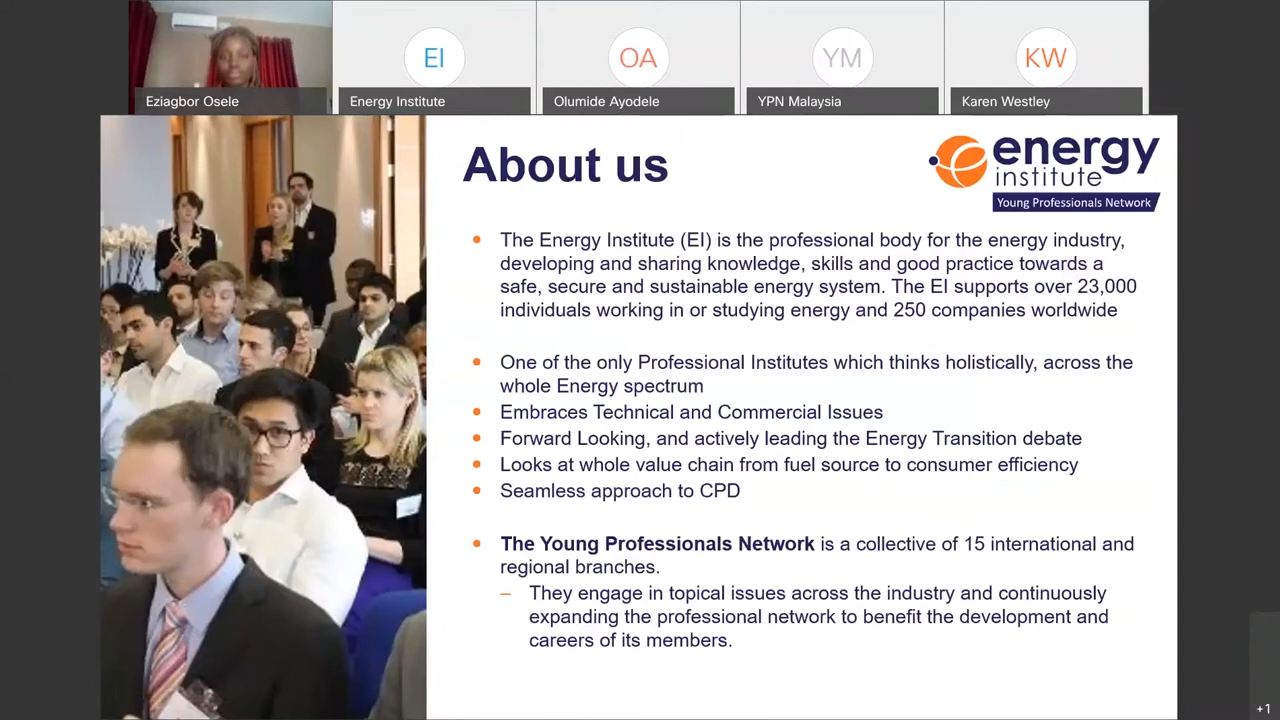 EI
OA
YM
KW
Eziagbor Osele
Energy Institute
Olumide Ayodele
YPN Malaysia
Karen Westley
About us
energy
institute
Young Professionals Network
• The Energy Institute (EI) is the professional body for the energy industry,
developing and sharing knowledge, skills and good practice towards a
safe, secure and sustainable energy system. The EI supports over 23,000
individuals working in or studying energy and 250 companies worldwide
• One of the only Professional Institutes which thinks holistically, across the
whole Energy spectrum
• Embraces Technical and Commercial Issues
• Forward Looking, and actively leading the Energy Transition debate
• Looks at whole value chain from fuel source to consumer efficiency
• Seamless approach to CPD
• The Young Professionals Network is a collective of 15 international and
regional branches.
– They engage in topical issues across the industry and continuously
expanding the professional network to benefit the development and
careers of its members.
+1